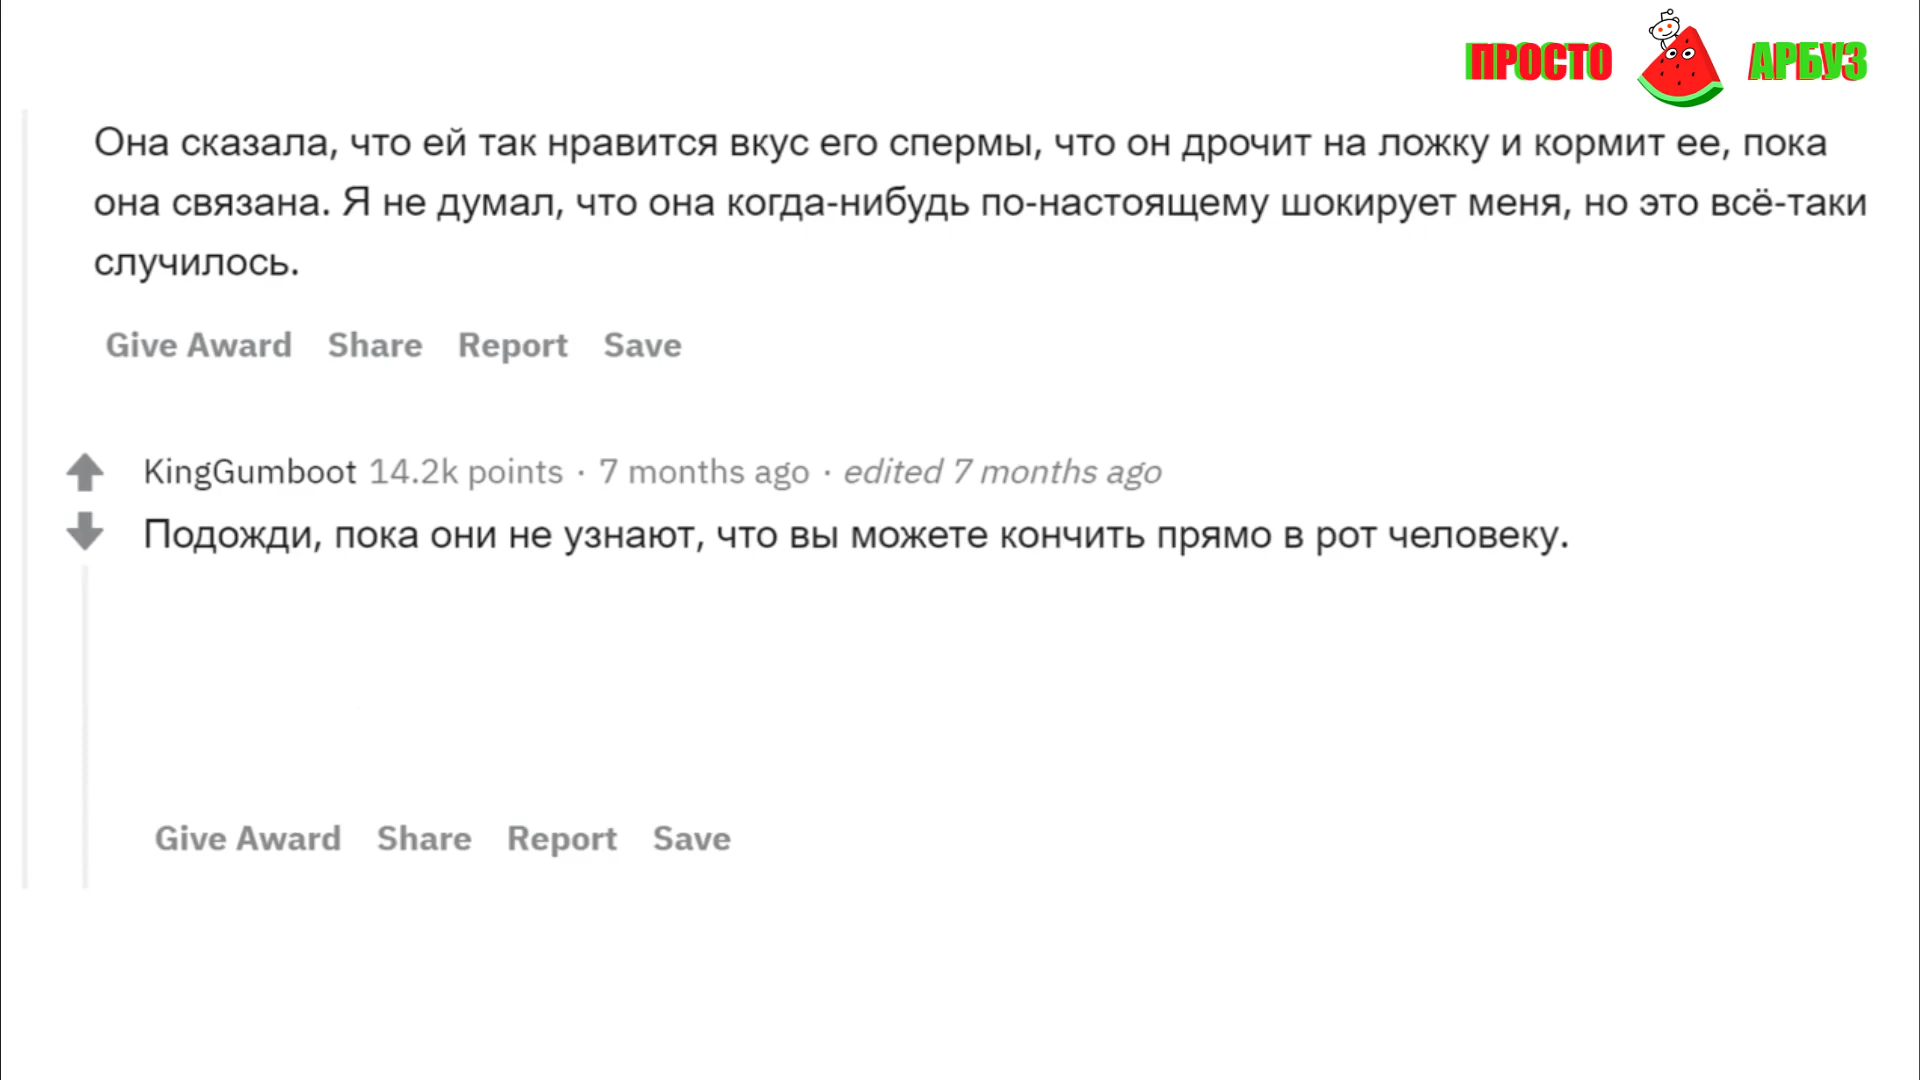 ПРОСТО АРБУЗ
Она сказала, что ей так нравится вкус его спермы, что он дрочит на ложку и кормит ее, пока
она связана. Я не думал, что она когда-нибудь по-настоящему шокирует меня, но это всё-таки
случилось.
Give Award Share Report Save
KingGumboot 14.2k points · 7 months ago · edited 7 months ago
Подожди, пока они не узнают, что вы можете кончить прямо в рот человеку.
Give Award Share Report Save